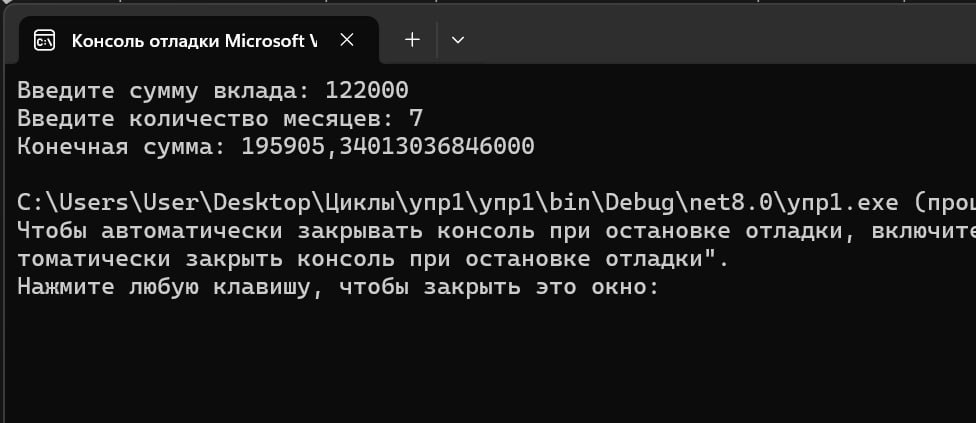 Консоль отладки Microsoft V
Введите сумму вклада: 122000
Введите количество месяцев: 7
Конечная сумма: 195905,34013036846000
C:\Users\User\Desktop\Циклы\упр1\упр1\bin\Debug\net8.0\упр1.exe (про
Чтобы автоматически закрывать консоль при остановке отладки, включите
томатически закрыть консоль при остановке отладки".
Нажмите любую клавишу, чтобы закрыть это окно: